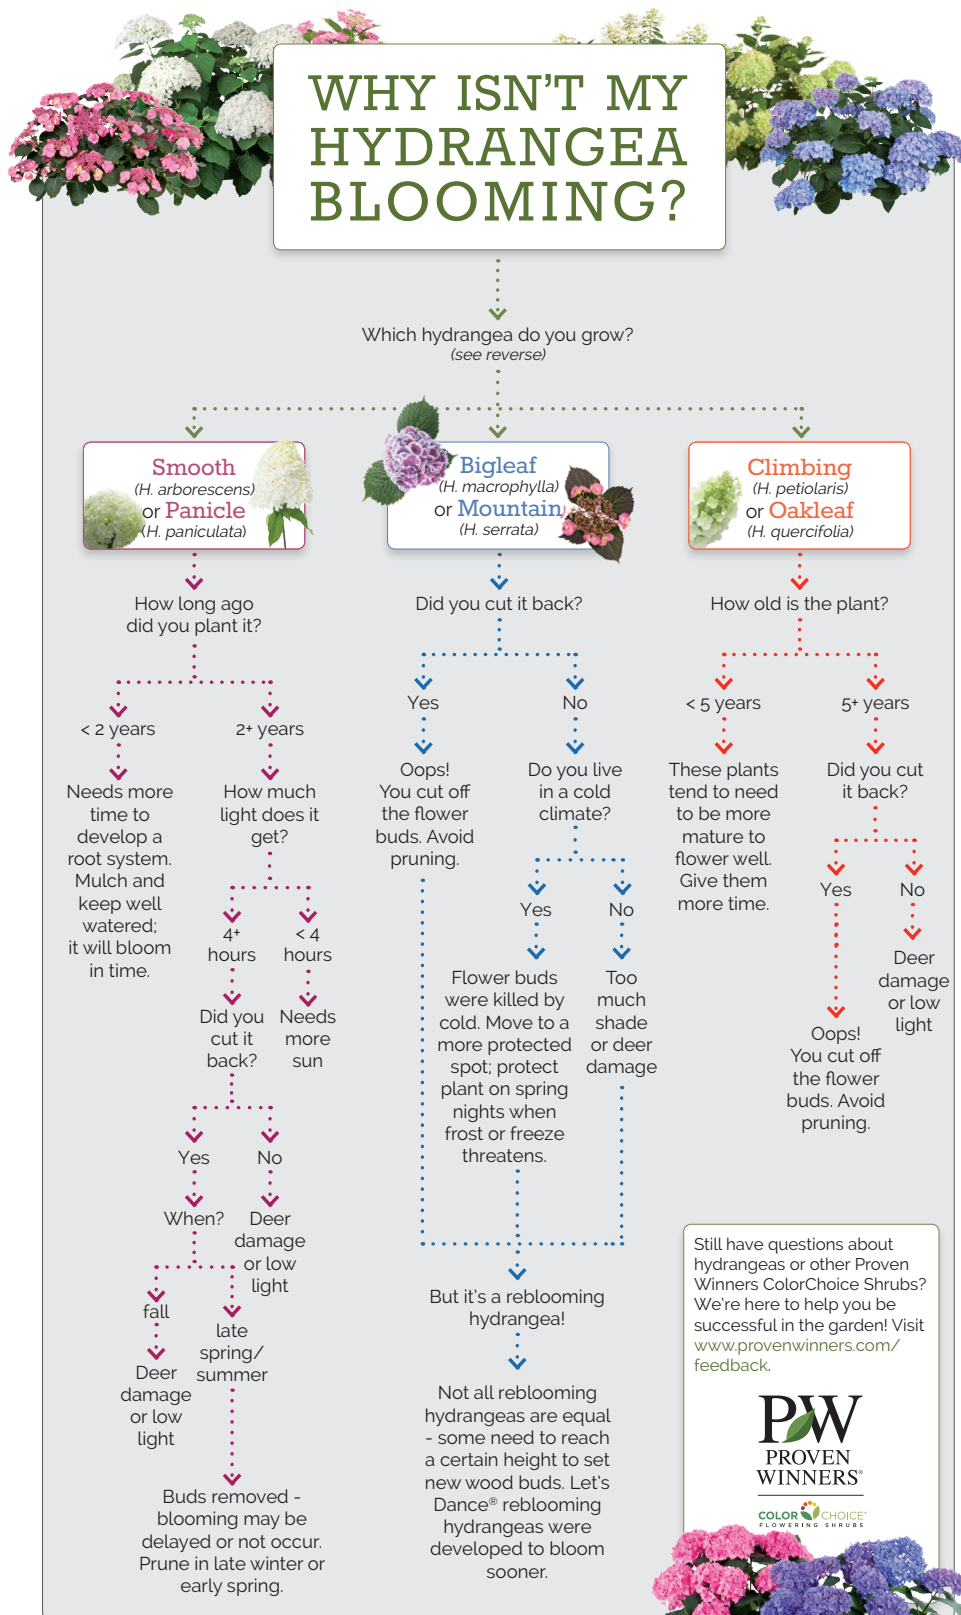 WHY ISN'T MY
HYDRANGEA
BLOOMING?
Which hydrangea do you grow?
(see reverse)
Smooth
(H. arborescens)
or Panicle
(H. paniculata)
How long ago
did you plant it?
< 2 years
Needs more
time to
develop a
root system.
Mulch and
keep well
watered;
it will bloom
in time.
2+ years
How much
light does it
get?
4+
hours
< 4
hours
Needs
more
sun
Did you
cut it
back?
Yes
No
When?
Deer
damage
or low
light
fall
Deer
damage
or low
light
late
spring/
summer
Buds removed -
blooming may be
delayed or not occur.
Prune in late winter or
early spring.
Bigleaf
(H. macrophylla)
or Mountain
(H. serrata)
Did you cut it back?
Yes
Oops!
You cut off
the flower
buds. Avoid
pruning.
No
Do you live
in a cold
climate?
Yes
Flower buds
were killed by
cold. Move to a
more protected
spot; protect
plant on spring
nights when
frost or freeze
threatens.
No
Too
much
shade
or deer
damage
But it's a reblooming
hydrangea!
Not all reblooming
hydrangeas are equal
- some need to reach
a certain height to set
new wood buds. Let's
Dance® reblooming
hydrangeas were
developed to bloom
sooner.
Climbing
(H. petiolaris)
or Oakleaf
(H. quercifolia)
How old is the plant?
< 5 years
These plants
tend to need
to be more
mature to
flower well.
Give them
more time.
5+ years
Did you cut
it back?
Yes
Oops!
You cut off
the flower
buds. Avoid
pruning.
No
Deer
damage
or low
light
Still have questions about
hydrangeas or other Proven
Winners ColorChoice Shrubs?
We're here to help you be
successful in the garden! Visit
www.provenwinners.com/
feedback.
PW
PROVEN
WINNERS®
COLOR CHOICE®
FLOWERING SHRUBS